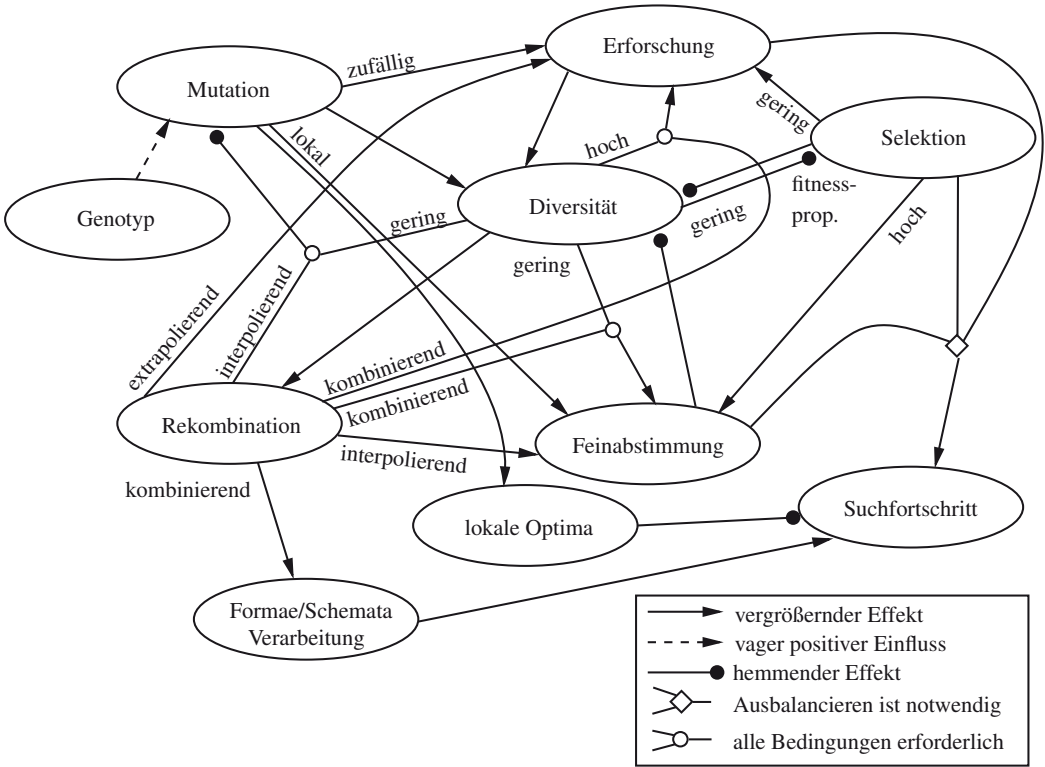 Erforschung
zufällig
Mutation
gering
lokal
hoch
Selektion
fitness-
prop.
Genotyp
gering
Diversität
gering
hoch
gering
extrapolierend
interpolierend
kombinierend
kombinierend
Rekombination
interpolierend
Feinabstimmung
kombinierend
lokale Optima
Suchfortschritt
Formae/Schemata
Verarbeitung
vergrößernder Effekt
vager positiver Einfluss
hemmender Effekt
Ausbalancieren ist notwendig
alle Bedingungen erforderlich